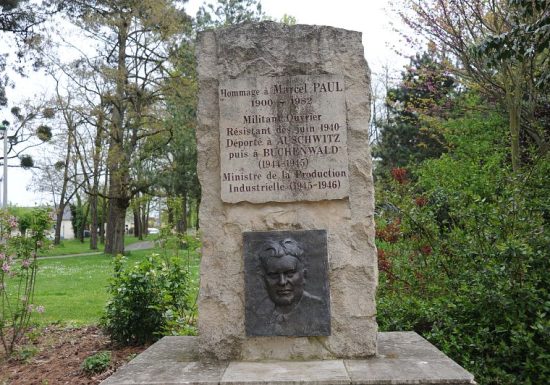 Hommage à Marcel PAUL
1900 - 1982
Militant Ouvrier
Résistant dès juin 1940
Déporté à AUSCHWITZ
puis à BUCHENWALD
(1944-1945)
Ministre de la Production
Industrielle (1945-1946)